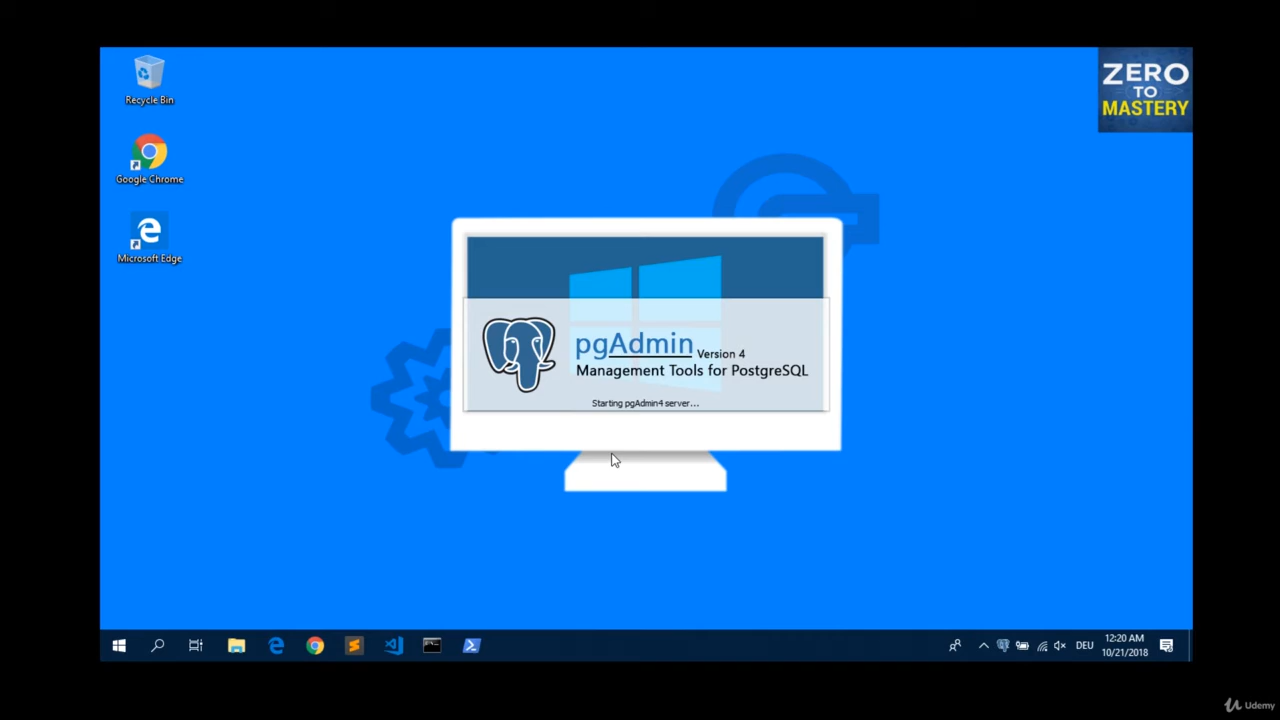 Recycle Bin
Google Chrome
Microsoft Edge
ZERO
TO
MASTERY
pgAdmin Version 4
Management Tools for PostgreSQL
Starting pgAdmin4 server...
DEU
12:20 AM
10/21/2018
Udemy